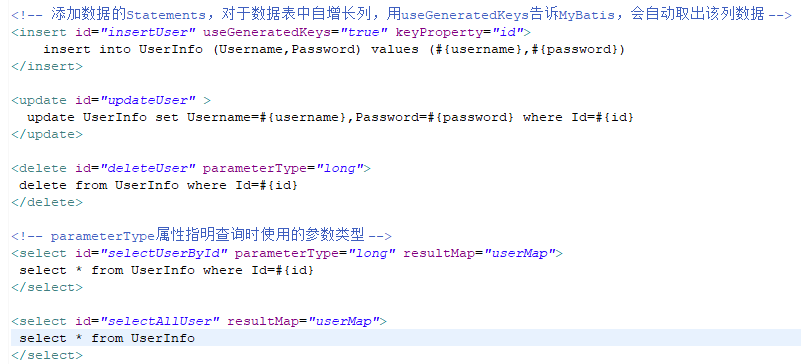 <!-- 添加数据的Statements，对于数据表中自增长列，用useGeneratedKeys告诉MyBatis，会自动取出该列数据 -->
<insert id="insertUser" useGeneratedKeys="true" keyProperty="id">
insert into UserInfo (Username,Password) values (#{username},#{password})
</insert>
<update id="updateUser" >
update UserInfo set Username=#{username},Password=#{password} where Id=#{id}
</update>
<delete id="deleteUser" parameterType="long">
delete from UserInfo where Id=#{id}
</delete>
<!-- parameterType属性指明查询时使用的参数类型 -->
<select id="selectUserById" parameterType="long" resultMap="userMap">
select * from UserInfo where Id=#{id}
</select>
<select id="selectAllUser" resultMap="userMap">
select * from UserInfo
</select>